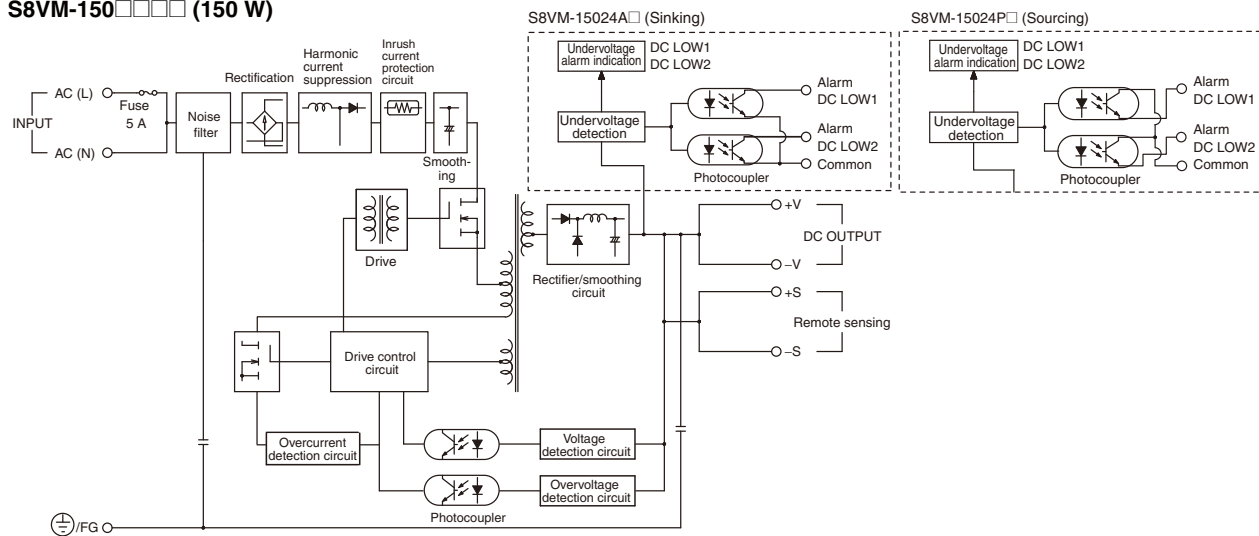 S8VM-150□□□□ (150 W)
S8VM-15024A□ (Sinking)
S8VM-15024P□ (Sourcing)
Undervoltage
alarm indication
DC LOW1
DC LOW2
Undervoltage
detection
Alarm
DC LOW1
Alarm
DC LOW2
Common
Photocoupler
Undervoltage
alarm indication
DC LOW1
DC LOW2
Undervoltage
detection
Alarm
DC LOW1
Alarm
DC LOW2
Common
Photocoupler
INPUT
AC (L)
AC (N)
Fuse
5 A
Noise
filter
Rectification
Harmonic
current
suppression
Inrush
current
protection
circuit
Smooth-
ing
Drive
Rectifier/smoothing
circuit
+V
DC OUTPUT
–V
+S
Remote sensing
–S
Drive control
circuit
Overcurrent
detection circuit
Voltage
detection circuit
Overvoltage
detection circuit
Photocoupler
/FG